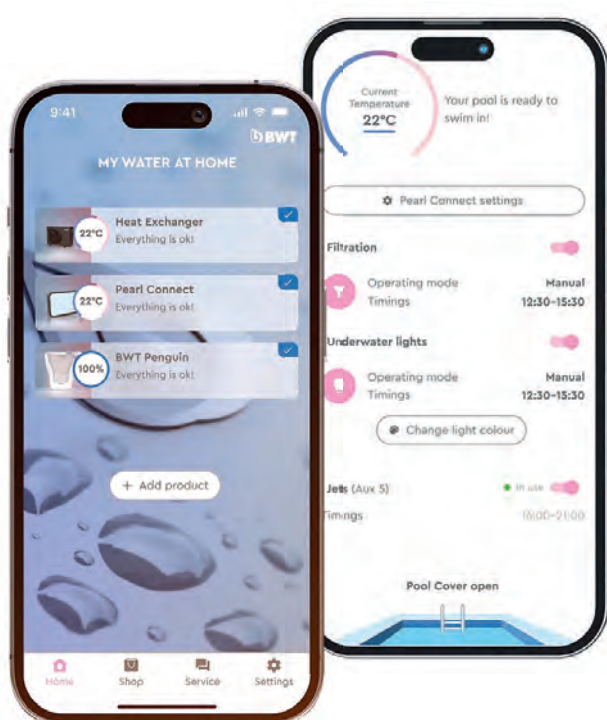 9:41
BWT
MY WATER AT HOME
22°C
Heat Exchanger
Everything is ok!
22°C
Pearl Connect
Everything is ok!
100%
BWT Penguin
Everything is ok!
+ Add product
Home
Shop
Service
Settings
Current
Temperature
22°C
Your pool is ready to
swim in!
Pearl Connect settings
Filtration
Operating mode Manual
Timings 12:30-15:30
Underwater lights
Operating mode Manual
Timings 12:30-15:30
Change light colour
Jets (Aux 5) In use
Timings 16:00-21:00
Pool Cover open